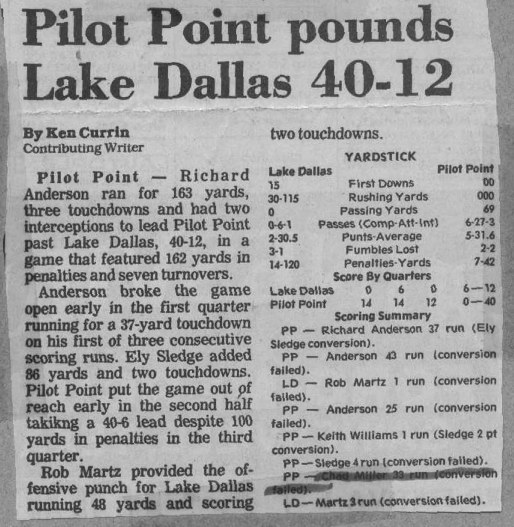 Pilot Point pounds
Lake Dallas 40-12
By Ken Currin
Contributing Writer
Pilot Point — Richard
Anderson ran for 163 yards,
three touchdowns and had two
interceptions to lead Pilot Point
past Lake Dallas, 40-12, in a
game that featured 162 yards in
penalties and seven turnovers.
Anderson broke the game
open early in the first quarter
running for a 37-yard touchdown
on his first of three consecutive
scoring runs. Ely Sledge added
86 yards and two touchdowns.
Pilot Point put the game out of
reach early in the second half
takikng a 40-6 lead despite 100
yards in penalties in the third
quarter.
Rob Martz provided the of-
fensive punch for Lake Dallas
running 48 yards and scoring
two touchdowns.
YARDSTICK
Lake Dallas Pilot Point
15 First Downs 00
30-115 Rushing Yards 000
0 Passing Yards 69
0-6-1 Passes (Comp-Att-Int) 6-27-3
2-30.5 Punts-Average 5-31.6
3-1 Fumbles Lost 2-2
14-120 Penalties-Yards 7-42
Score By Quarters
Lake Dallas 0 6 0 6—12
Pilot Point 14 14 12 0—40
Scoring Summary
PP — Richard Anderson 37 run (Ely
Sledge conversion).
PP — Anderson 43 run (conversion
failed).
LD — Rob Martz 1 run (conversion
failed).
PP — Anderson 25 run (conversion
failed).
PP — Keith Williams 1 run (Sledge 2 pt
conversion).
PP — Sledge 4 run (conversion failed).
PP — Chad Miller 33 run (conversion
failed).
LD — Martz 3 run (conversion failed).